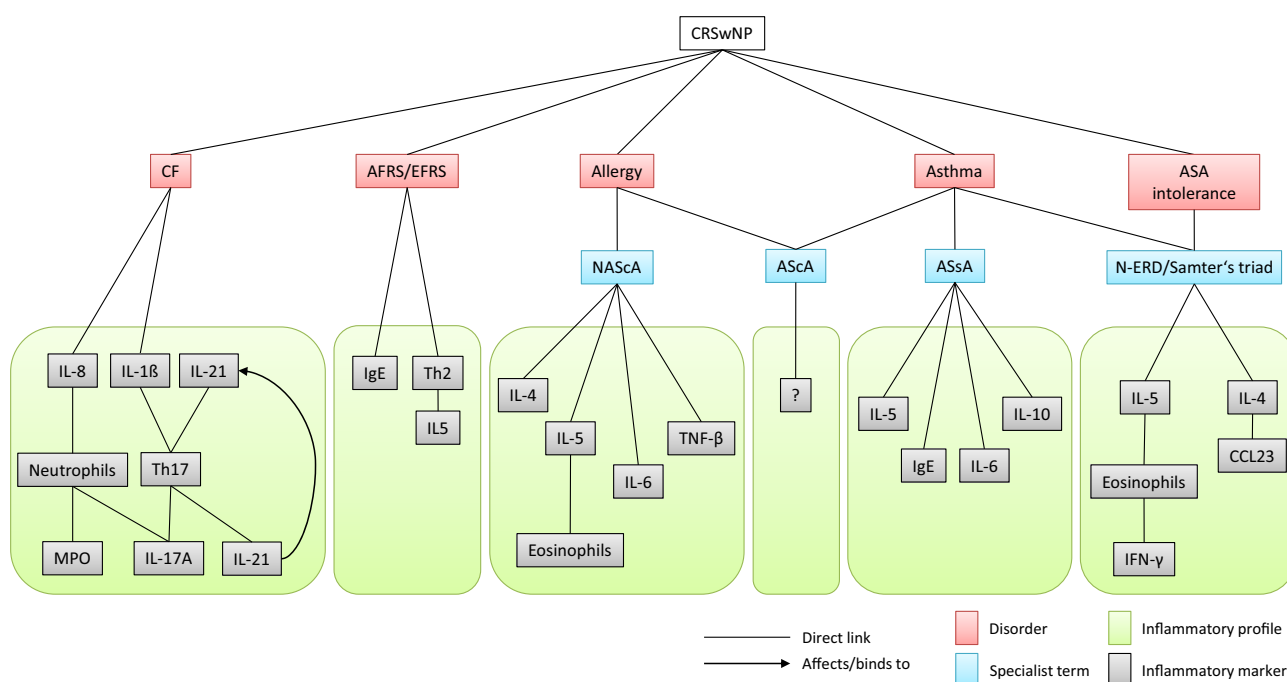 CRSwNP
CF
AFRS/EFRS
Allergy
Asthma
ASA
intolerance
NAScA
AScA
ASsA
N-ERD/Samter‘s triad
IL-8
IL-1ß
IL-21
Neutrophils
Th17
MPO
IL-17A
IL-21
IgE
Th2
IL5
IL-4
IL-5
IL-6
TNF-β
Eosinophils
?
IL-5
IgE
IL-6
IL-10
IL-5
IL-4
CCL23
Eosinophils
IFN-γ
Direct link
Affects/binds to
Disorder
Specialist term
Inflammatory profile
Inflammatory marker